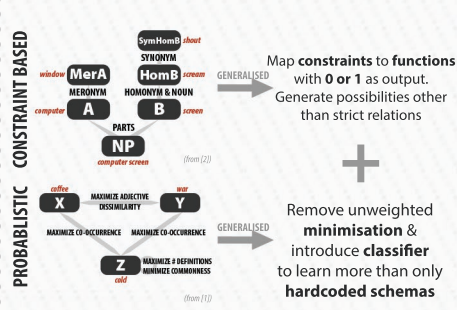 CONSTRAINT BASED
SymHomB shout
SYNONYM
window MerA HomB scream
MERONYM HOMONYM & NOUN
computer A B screen
PARTS
NP
computer screen
(from [2])
GENERALISED
Map constraints to functions
with 0 or 1 as output.
Generate possibilities other
than strict relations
+
PROBABLISTIC
coffee war
X MAXIMIZE ADJECTIVE Y
DISSIMILARITY
MAXIMIZE CO-OCCURRENCE MAXIMIZE CO-OCCURRENCE
Z MAXIMIZE # DEFINITIONS
MINIMIZE COMMONNESS
cold
(from [1])
GENERALISED
Remove unweighted
minimisation &
introduce classifier
to learn more than only
hardcoded schemas